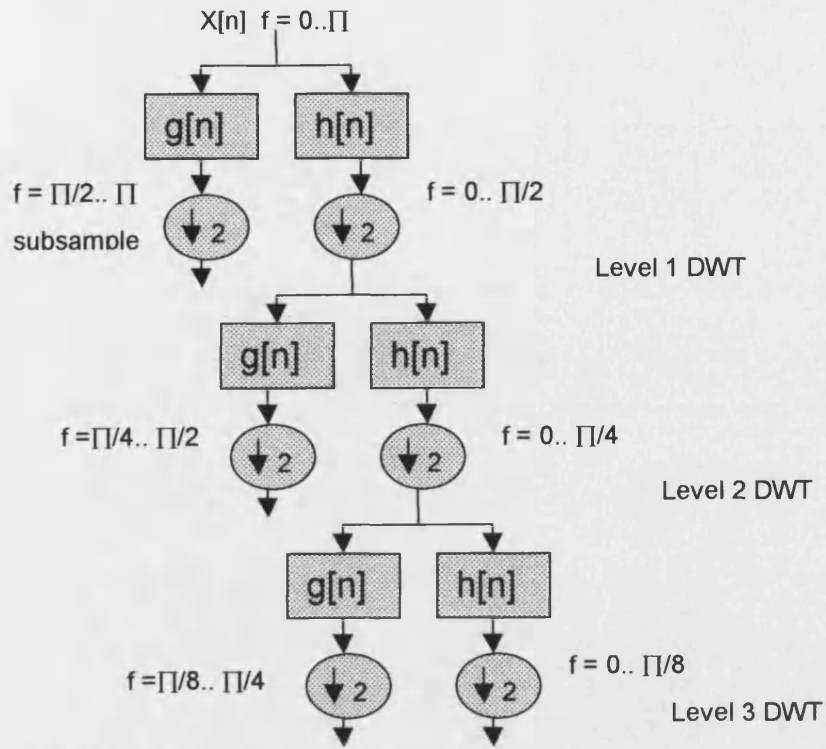 X[n] f = 0..∏
g[n]
h[n]
f = ∏/2.. ∏
subsample
↓ 2
↓ 2
f = 0.. ∏/2
Level 1 DWT
g[n]
h[n]
f =∏/4.. ∏/2
↓ 2
↓ 2
f = 0.. ∏/4
Level 2 DWT
g[n]
h[n]
f =∏/8.. ∏/4
↓ 2
↓ 2
f = 0.. ∏/8
Level 3 DWT